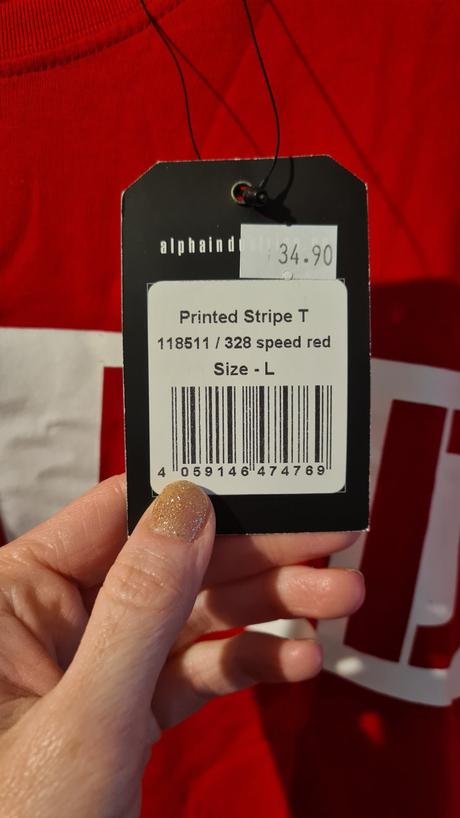 34.90
Printed Stripe T
118511 / 328 speed red
Size - L
4 059146 474769